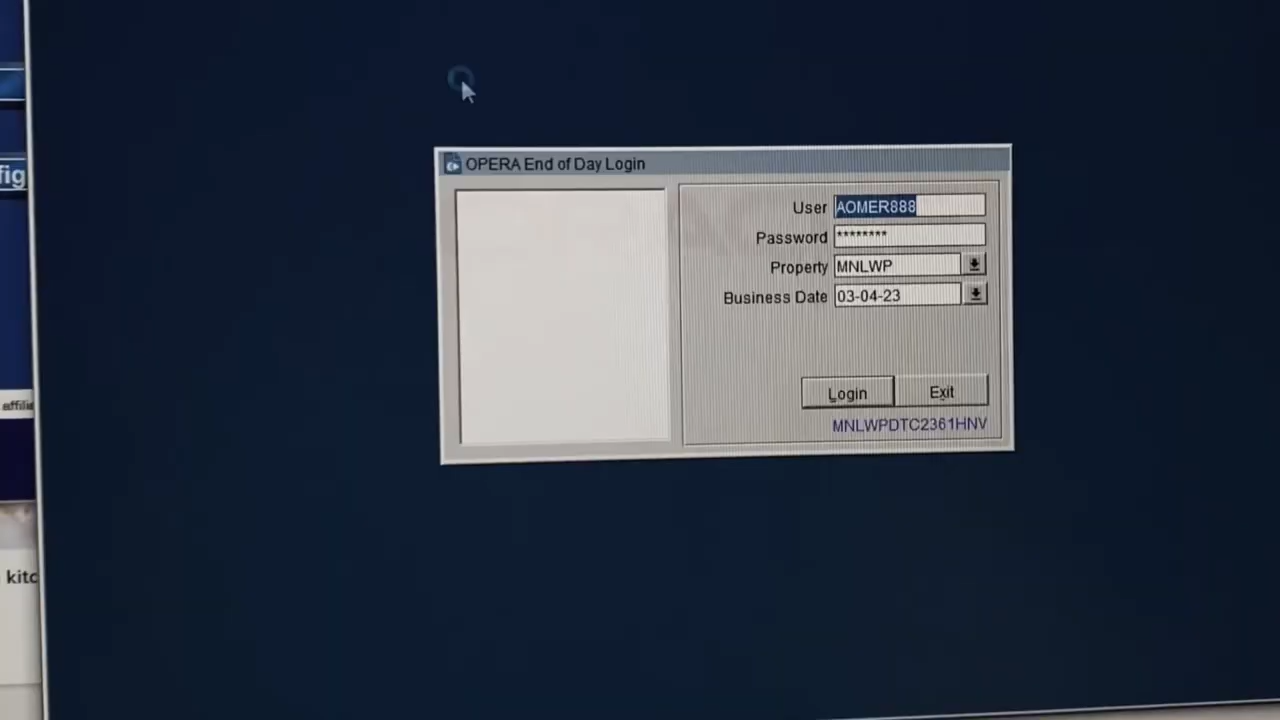 fig
OPERA End of Day Login
User AOMER888
Password ********
Property MNLWP
Business Date 03-04-23
Login Exit
MNLWPDTC2361HNV
affilia
kitc